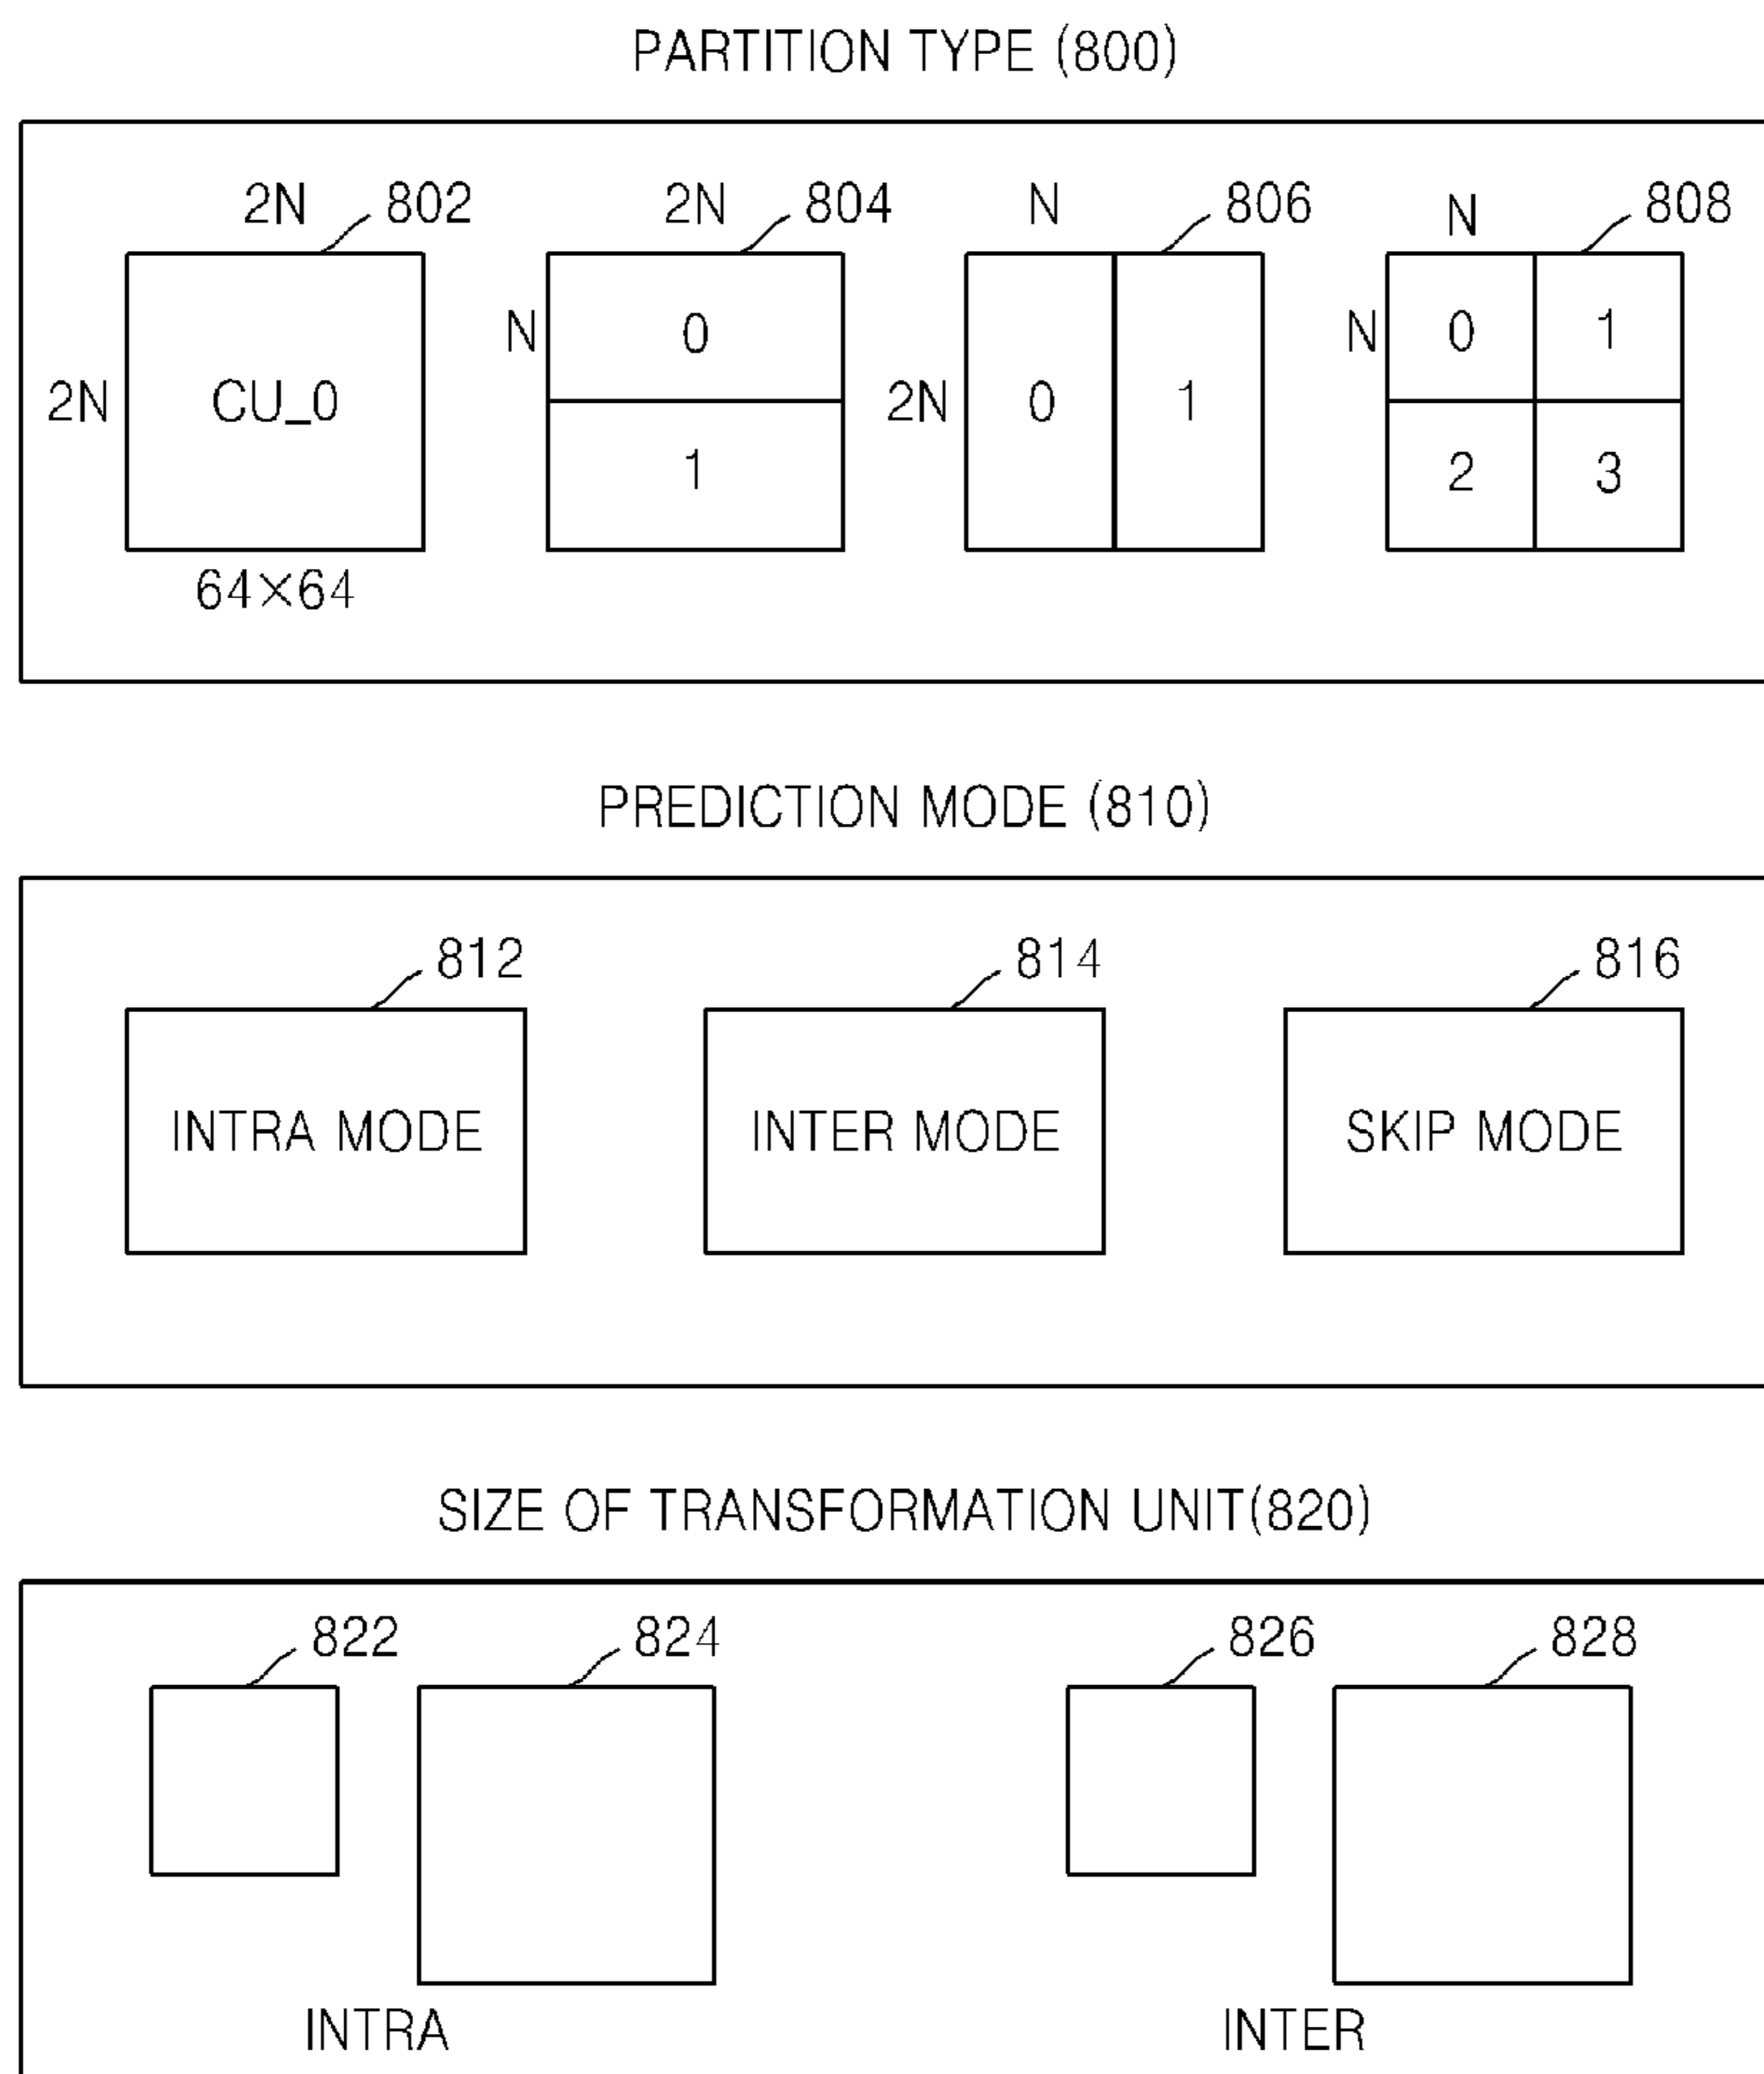 PARTITION TYPE (800)
2N 802 2N 804 N 806 N 808
N 0 N 0 1
2N CU_0 2N 0 1
1 2 3
64×64
PREDICTION MODE (810)
812 814 816
INTRA MODE INTER MODE SKIP MODE
SIZE OF TRANSFORMATION UNIT(820)
822 824 826 828
INTRA INTER